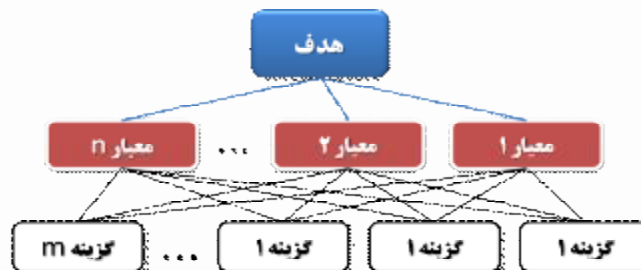 هدف
معیار ۱
معیار ۲
...
معیار n
گزینه ۱
گزینه ۱
گزینه ۱
...
گزینه m